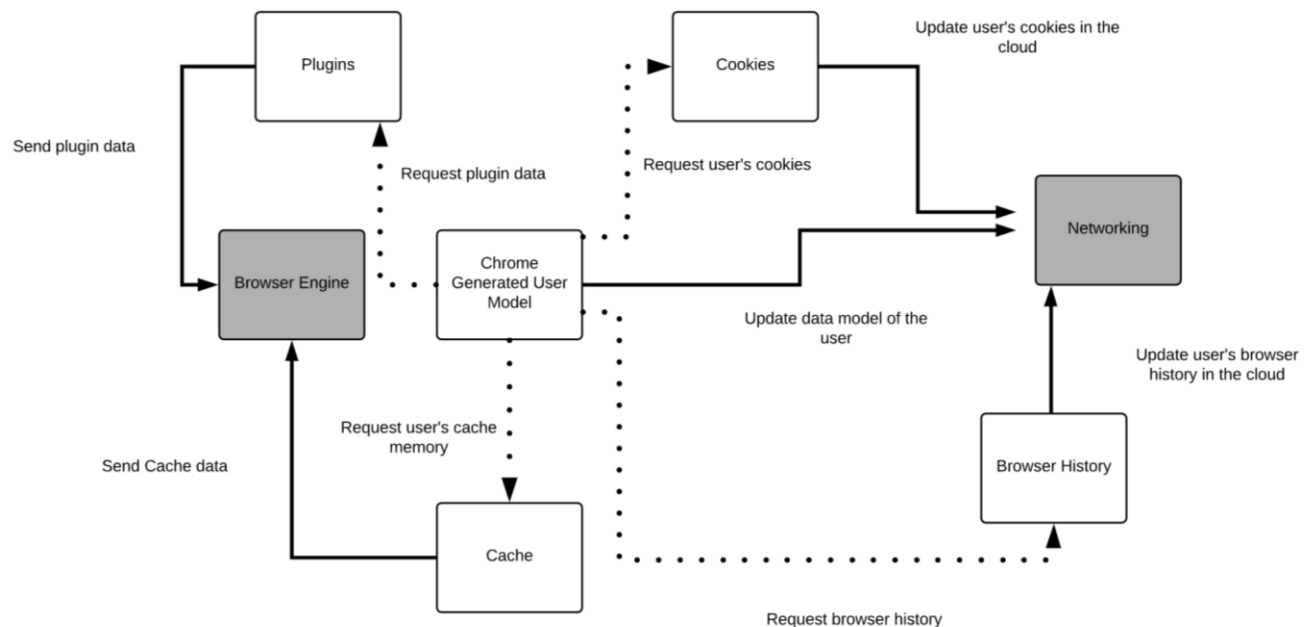 Update user's cookies in the
cloud
Plugins
Cookies
Send plugin data
Request plugin data
Request user's cookies
Networking
Browser Engine
Chrome
Generated User
Model
Update data model of the
user
Update user's browser
history in the cloud
Request user's cache
memory
Send Cache data
Browser History
Cache
Request browser history